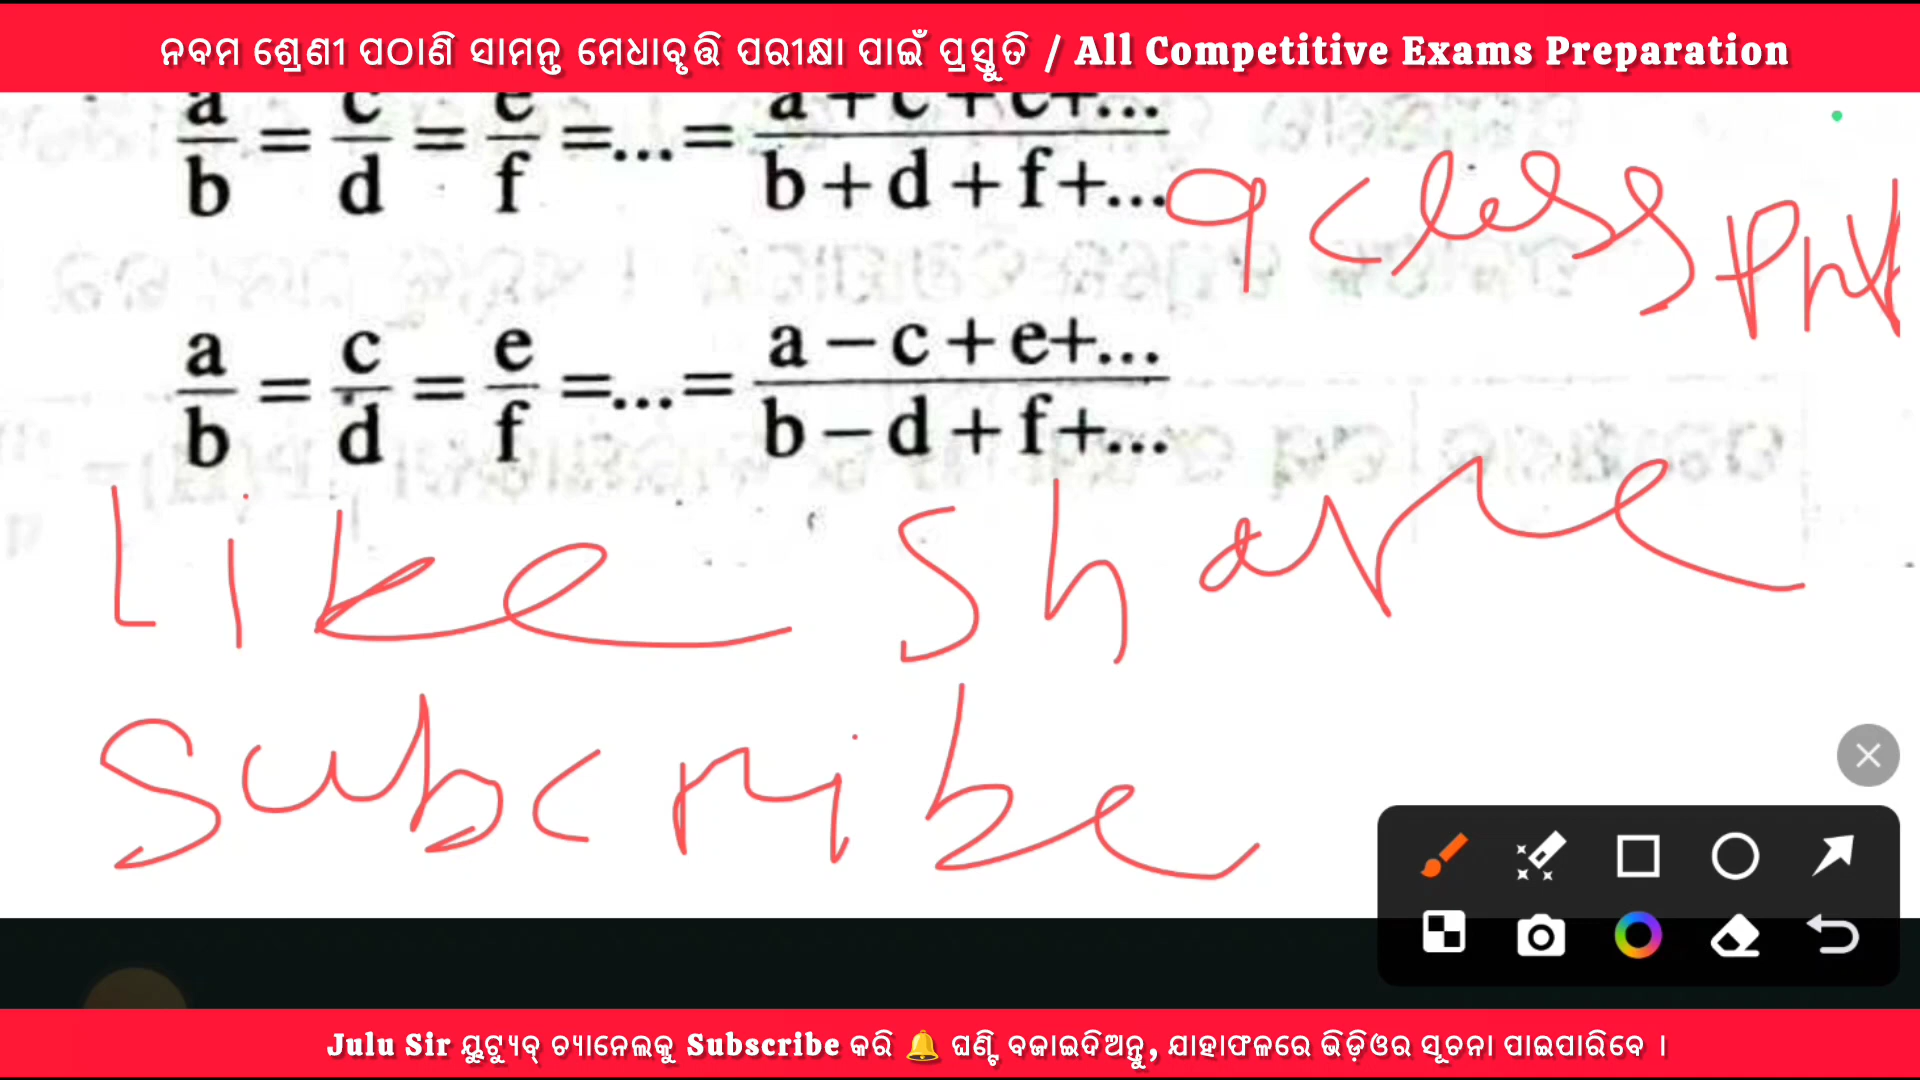 ନବମ ଶ୍ରେଣୀ ପଠାଣି ସାମନ୍ତ ମେଧାବୃତ୍ତି ପରୀକ୍ଷା ପାଇଁ ପ୍ରସ୍ତୁତି / All Competitive Exams Preparation
a/b = c/d = e/f =...= a+c+e+.../b+d+f+...
9 class
a/b = c/d = e/f =...= a−c+e+.../b−d+f+...
Like Share
Subscribe
Julu Sir ୟୁଟ୍ୟୁବ୍ ଚ୍ୟାନେଲକୁ Subscribe କରି 🔔 ଘଣ୍ଟି ବଜାଇଦିଅନ୍ତୁ, ଯାହାଫଳରେ ଭିଡ଼ିଓର ସୂଚନା ପାଇପାରିବେ ।